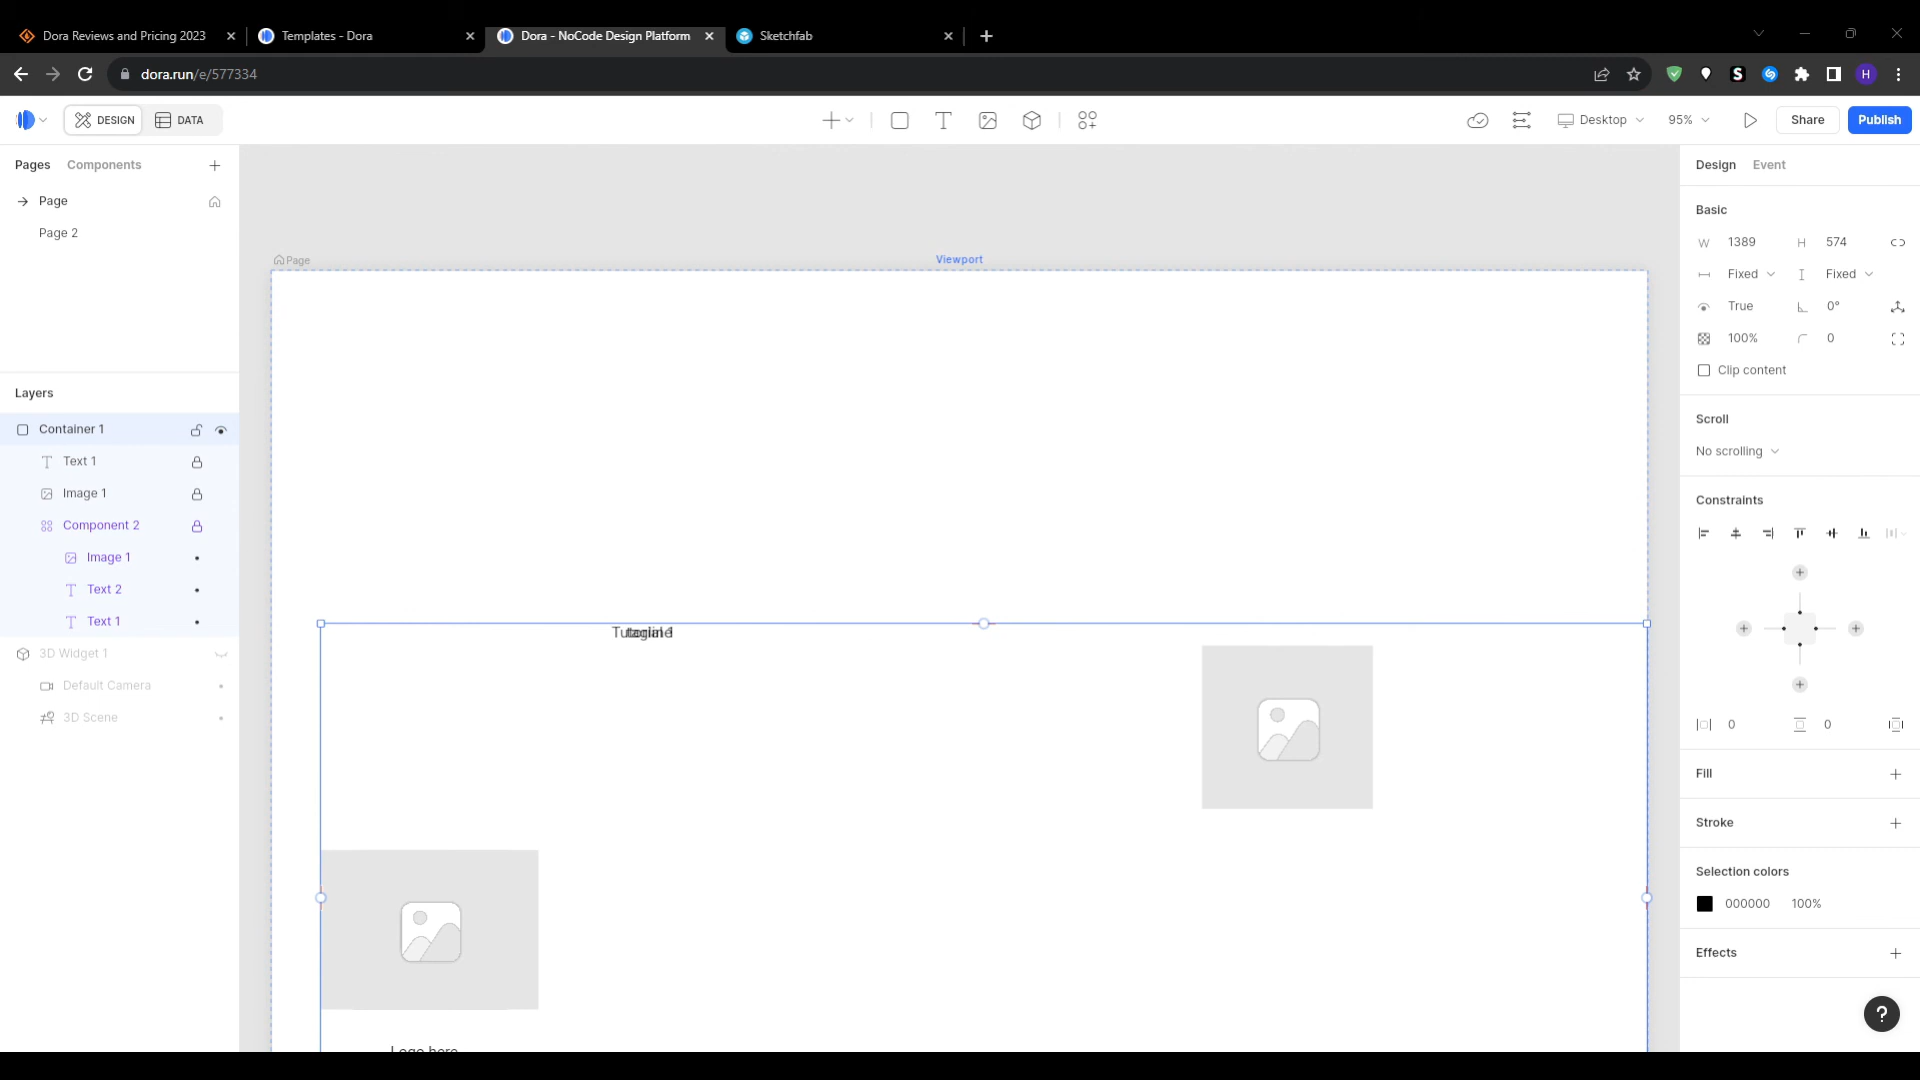 Dora Reviews and Pricing 2023
Templates - Dora
Dora - NoCode Design Platform
Sketchfab
dora.run/e/577334
H
DESIGN
DATA
Desktop
95%
Share
Publish
Pages
Components
Page
Page 2
Layers
Container 1
Text 1
Image 1
Component 2
Image 1
Text 2
Text 1
3D Widget 1
Default Camera
3D Scene
Page
Viewport
Logo here
Design
Event
Basic
W 1389 H 574
Fixed Fixed
True 0°
100% 0
Clip content
Scroll
No scrolling
Constraints
0 0
Fill
Stroke
Selection colors
000000 100%
Effects
?